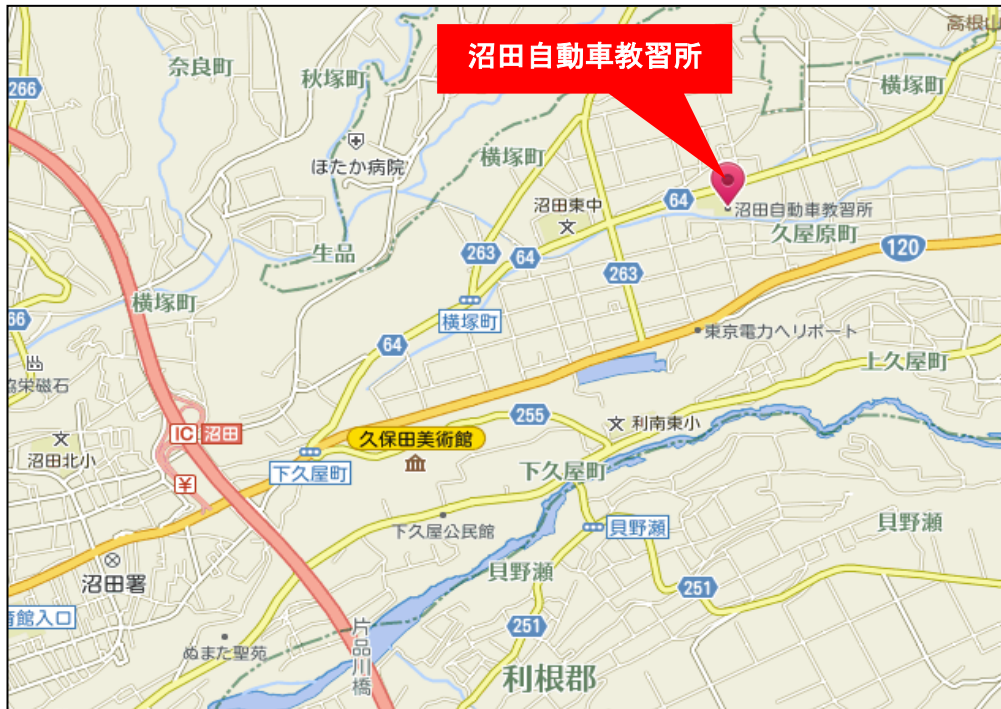 沼田自動車教習所
高根山
奈良町
秋塚町
横塚町
266
ほたか病院
横塚町
64
沼田自動車教習所
沼田東中
久屋原町
120
生品
263
64
263
横塚町
横塚町
66
64
東京電力ヘリポート
上久屋町
協栄磁石
255
利南東小
IC 沼田
久保田美術館
沼田北小
下久屋町
下久屋町
¥
貝野瀬
貝野瀬
下久屋公民館
沼田署
貝野瀬
251
育館入口
251
ぬまた聖苑
片品川橋
利根郡